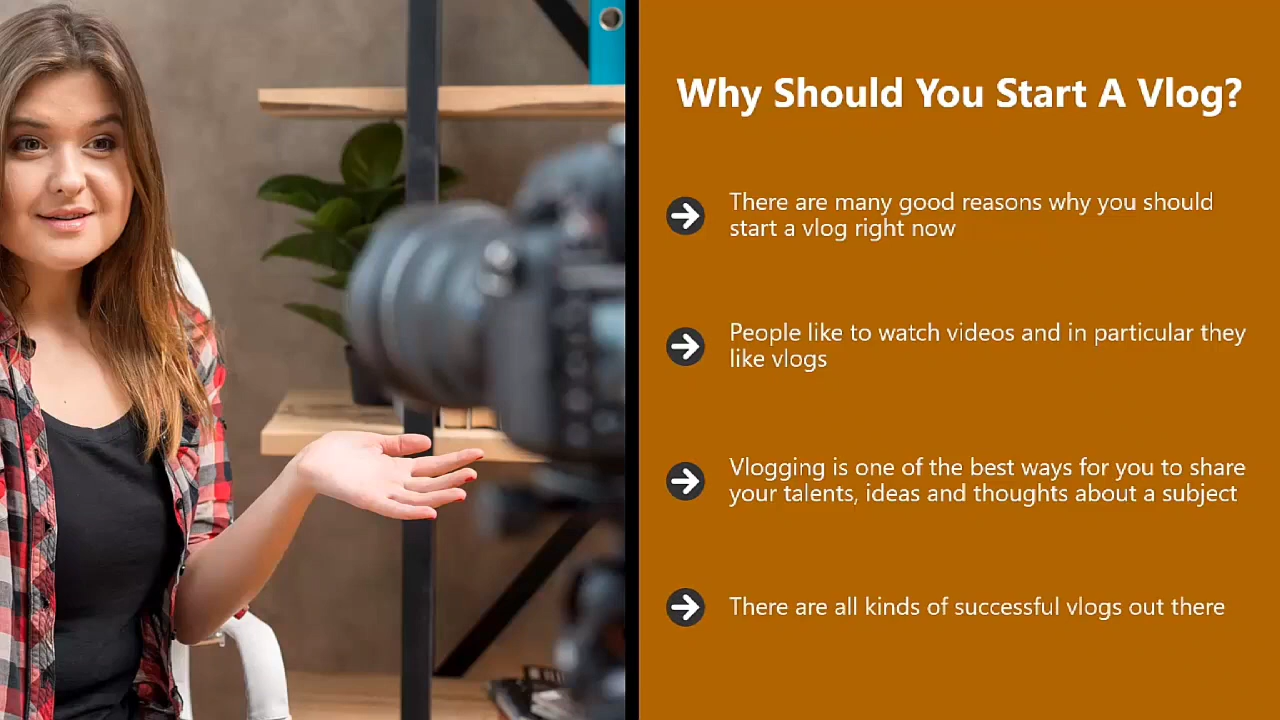 Why Should You Start A Vlog?
There are many good reasons why you should
start a vlog right now
People like to watch videos and in particular they
like vlogs
Vlogging is one of the best ways for you to share
your talents, ideas and thoughts about a subject
There are all kinds of successful vlogs out there